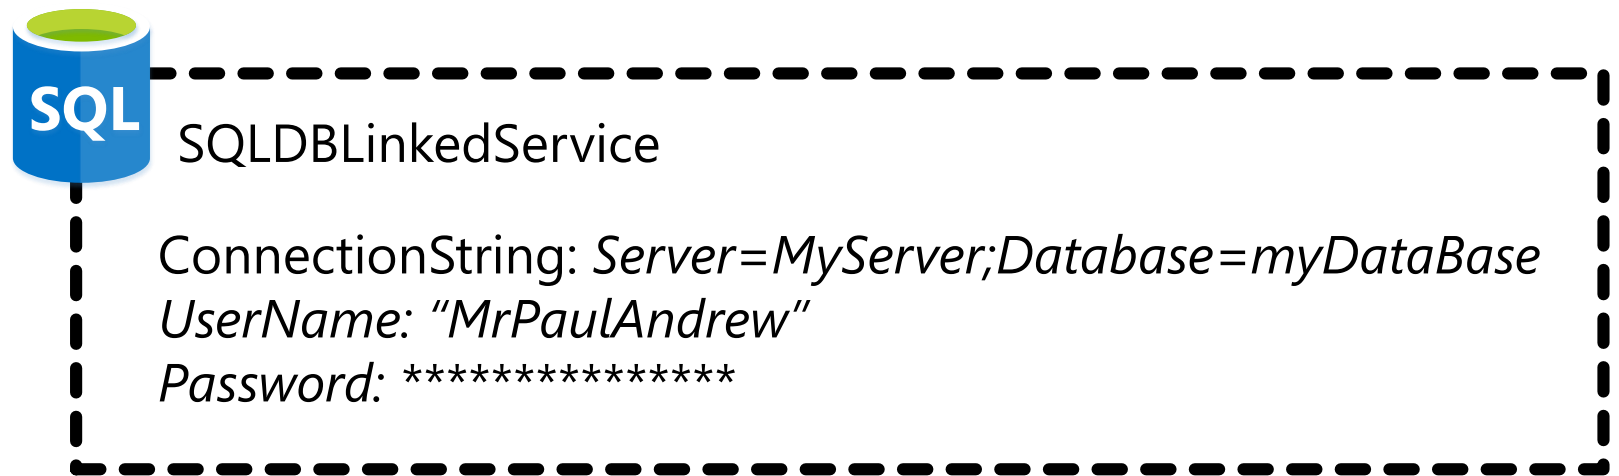 SQL
SQLDBLinkedService
ConnectionString: Server=MyServer;Database=myDataBase
UserName: “MrPaulAndrew”
Password: ***************